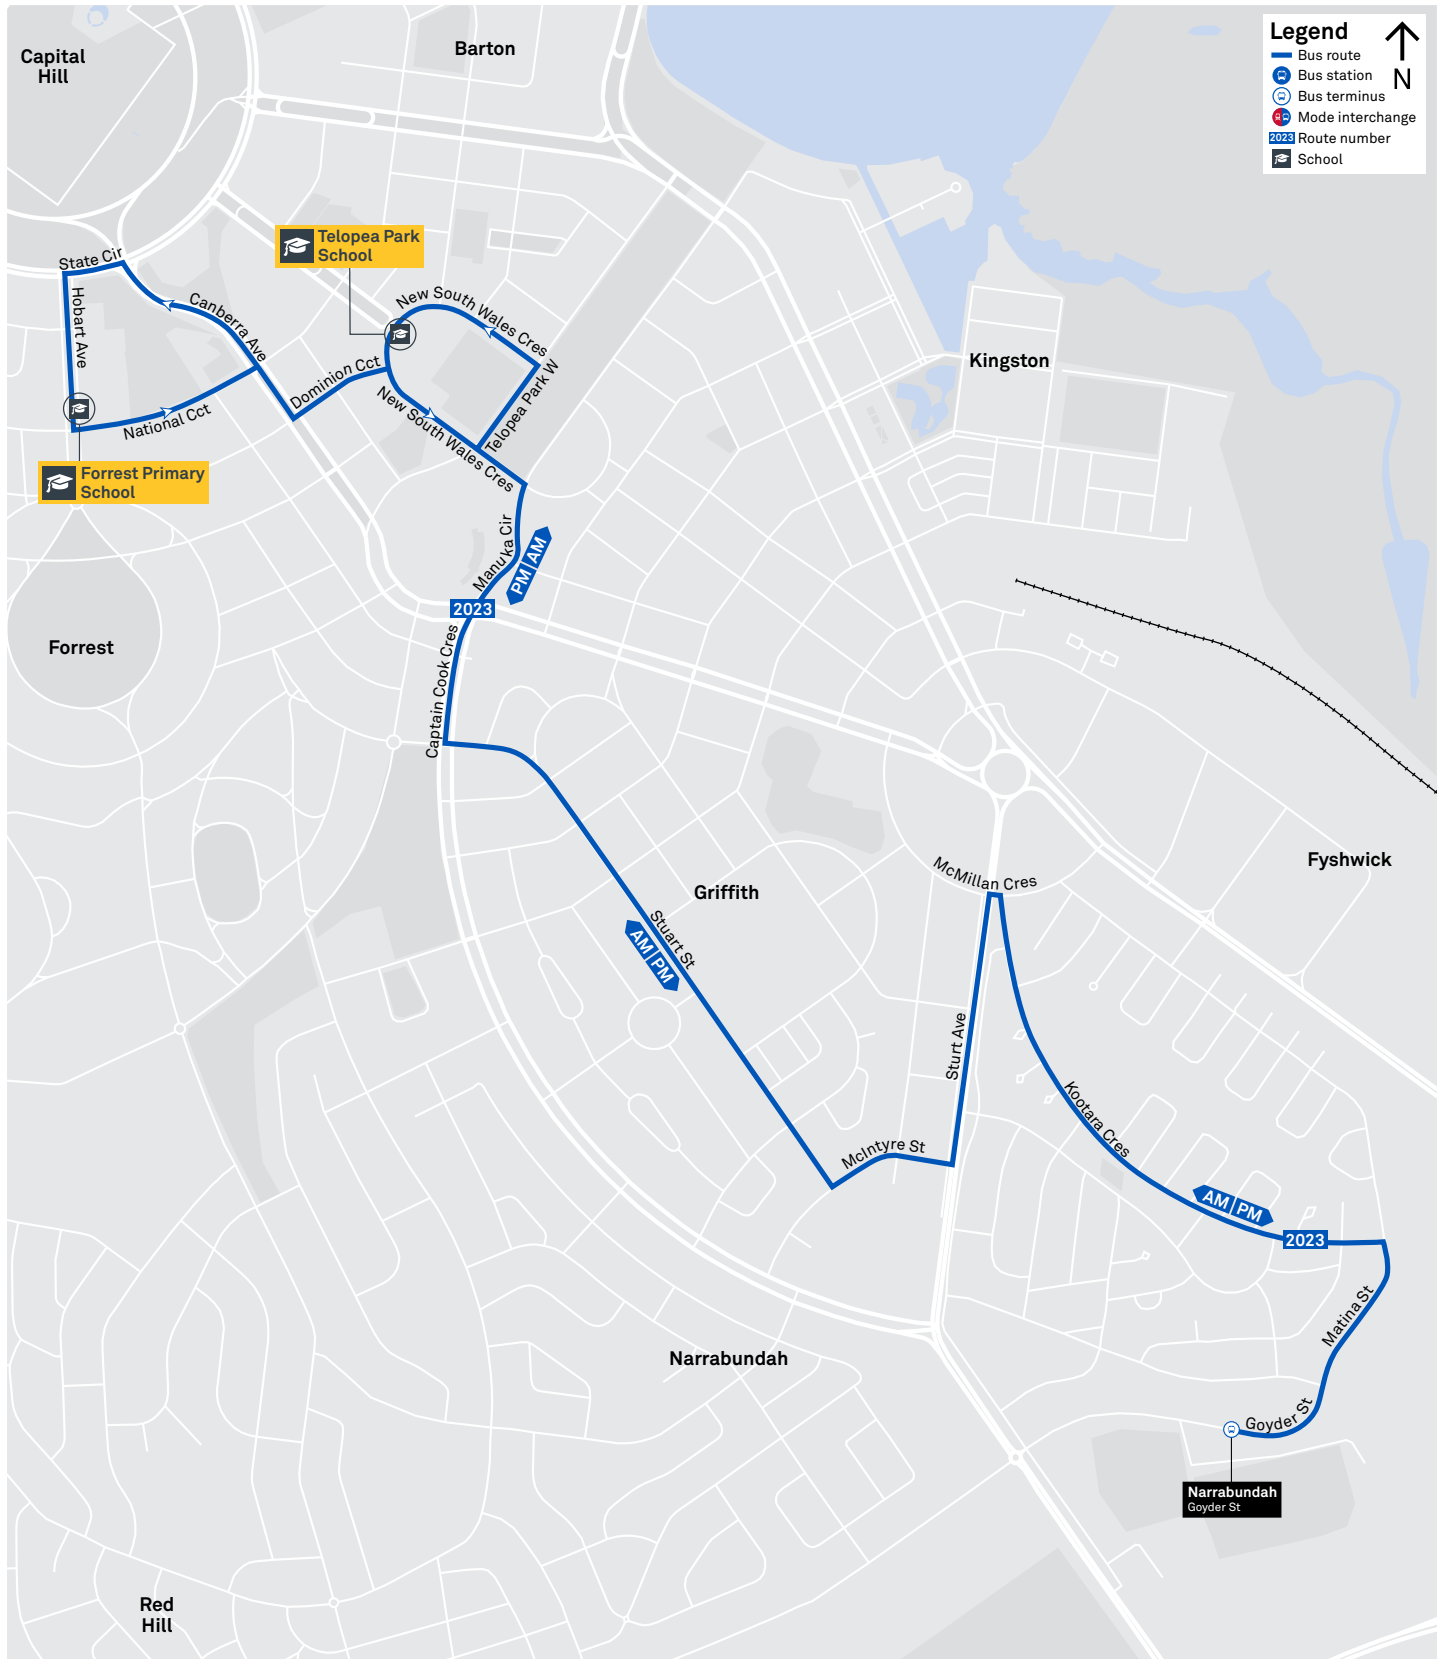 Capital
Hill
Barton
Legend
N
Bus route
Bus station
Bus terminus
Mode interchange
2023 Route number
School
Telopea Park
School
State Cir
Hobart Ave
Canberra Ave
New South Wales Cres
Dominion Cct
Telopea Park W
New South Wales Cres
National Cct
Kingston
Forrest Primary
School
Manuka Cir
PM AM
2023
Captain Cook Cres
Forrest
Fyshwick
McMillan Cres
Griffith
Stuart St
AM PM
Sturt Ave
Kootara Cres
McIntyre St
AM PM
2023
Matina St
Narrabundah
Goyder St
Narrabundah
Goyder St
Red
Hill